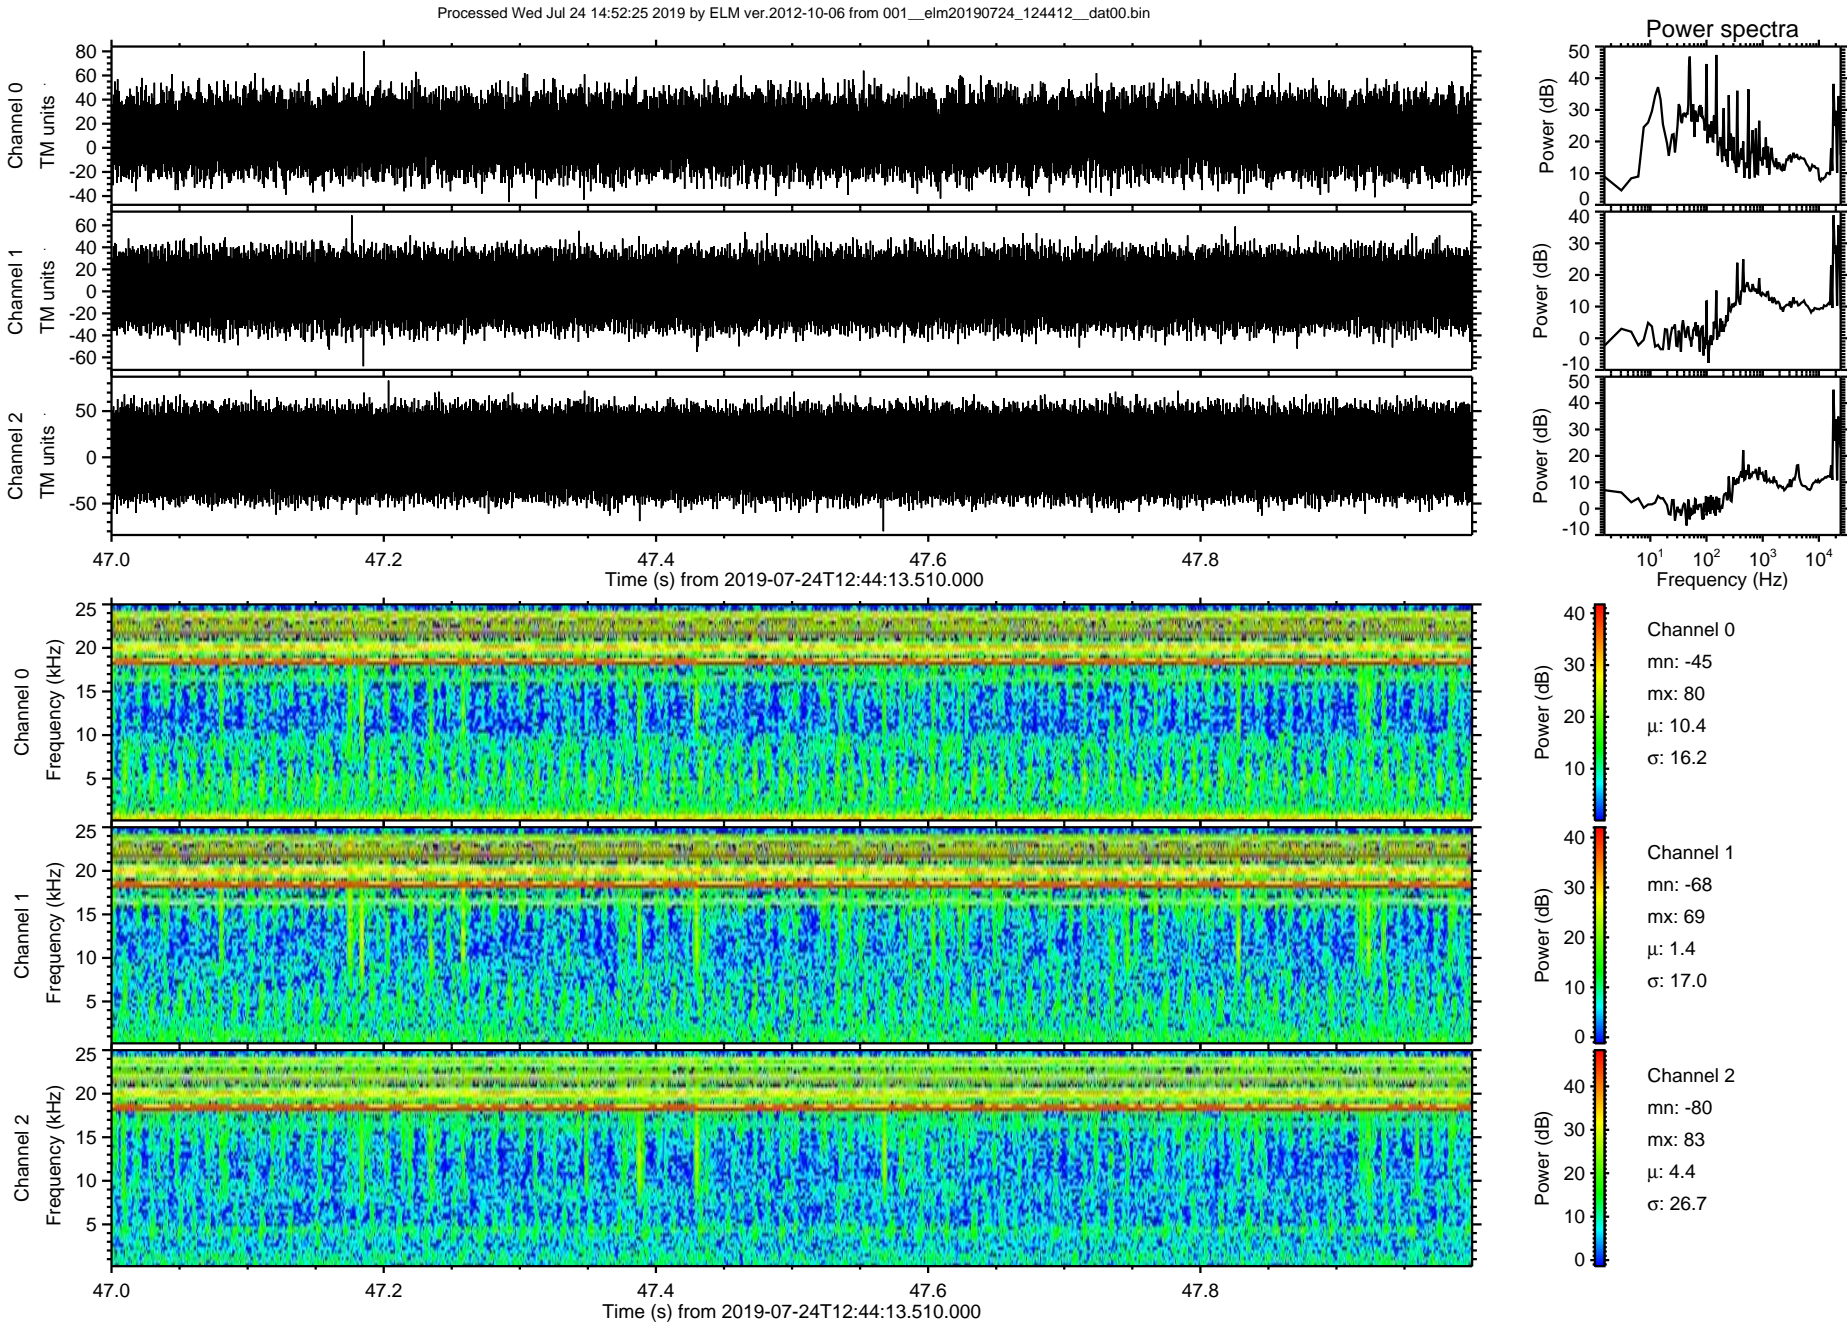 Processed Wed Jul 24 14:52:25 2019 by ELM ver.2012-10-06 from 001__elm20190724_124412__dat00.bin
Power spectra
Channel 0
TM units
80
60
40
20
0
-20
-40
Power (dB)
50
40
30
20
10
0
Channel 1
TM units
60
40
20
0
-20
-40
-60
Power (dB)
40
30
20
10
0
-10
Channel 2
TM units
50
0
-50
Power (dB)
50
40
30
20
10
0
-10
47.0 47.2 47.4 47.6 47.8
Time (s) from 2019-07-24T12:44:13.510.000
10^1 10^2 10^3 10^4
Frequency (Hz)
Channel 0
Frequency (kHz)
25
20
15
10
5
Power (dB)
40
30
20
10
Channel 0
mn: -45
mx: 80
μ: 10.4
σ: 16.2
Channel 1
Frequency (kHz)
25
20
15
10
5
Power (dB)
40
30
20
10
0
Channel 1
mn: -68
mx: 69
μ: 1.4
σ: 17.0
Channel 2
Frequency (kHz)
25
20
15
10
5
Power (dB)
40
30
20
10
0
Channel 2
mn: -80
mx: 83
μ: 4.4
σ: 26.7
47.0 47.2 47.4 47.6 47.8
Time (s) from 2019-07-24T12:44:13.510.000